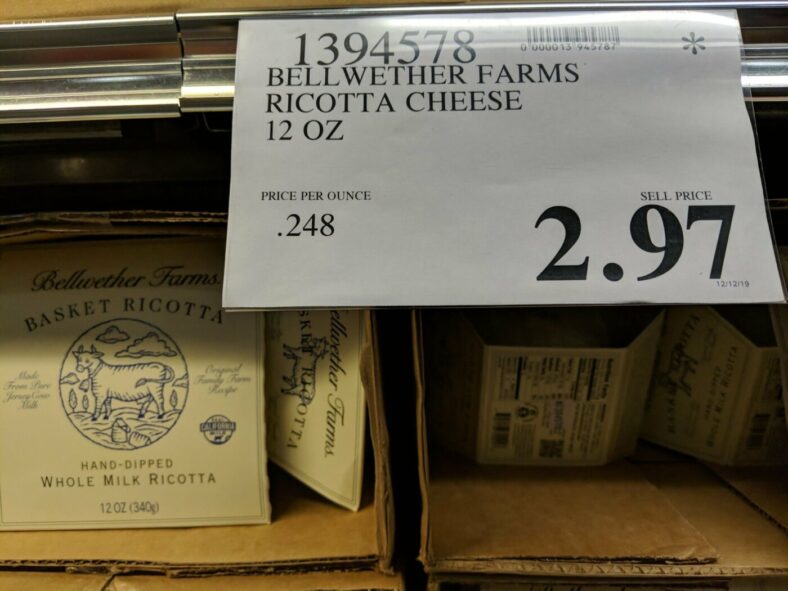 1394578
0 000013 945787
*
BELLWETHER FARMS
RICOTTA CHEESE
12 OZ
PRICE PER OUNCE
.248
SELL PRICE
2.97
12/12/19
Bellwether Farms.
BASKET RICOTTA
Made
From Pure
Jersey Cow
Milk
Original
Family Farm
Recipe
CALIFORNIA
HAND-DIPPED
WHOLE MILK RICOTTA
12 OZ (340g)
Bellwether Farms.
BASKET RICOTTA